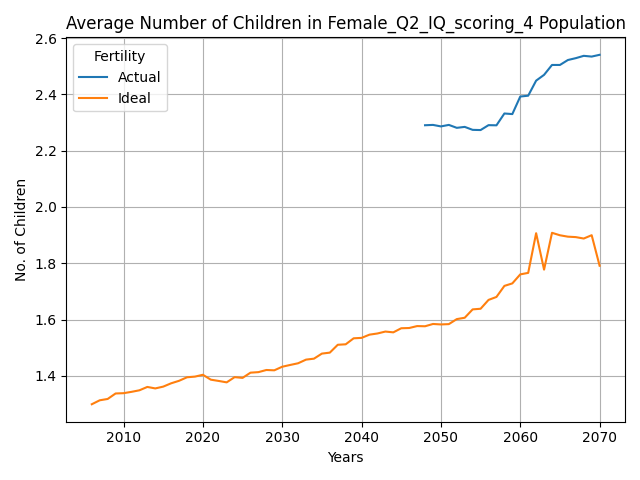 Average Number of Children in Female_Q2_IQ_scoring_4 Population
Fertility
Actual
Ideal
No. of Children
2.6
2.4
2.2
2.0
1.8
1.6
1.4
2010 2020 2030 2040 2050 2060 2070
Years